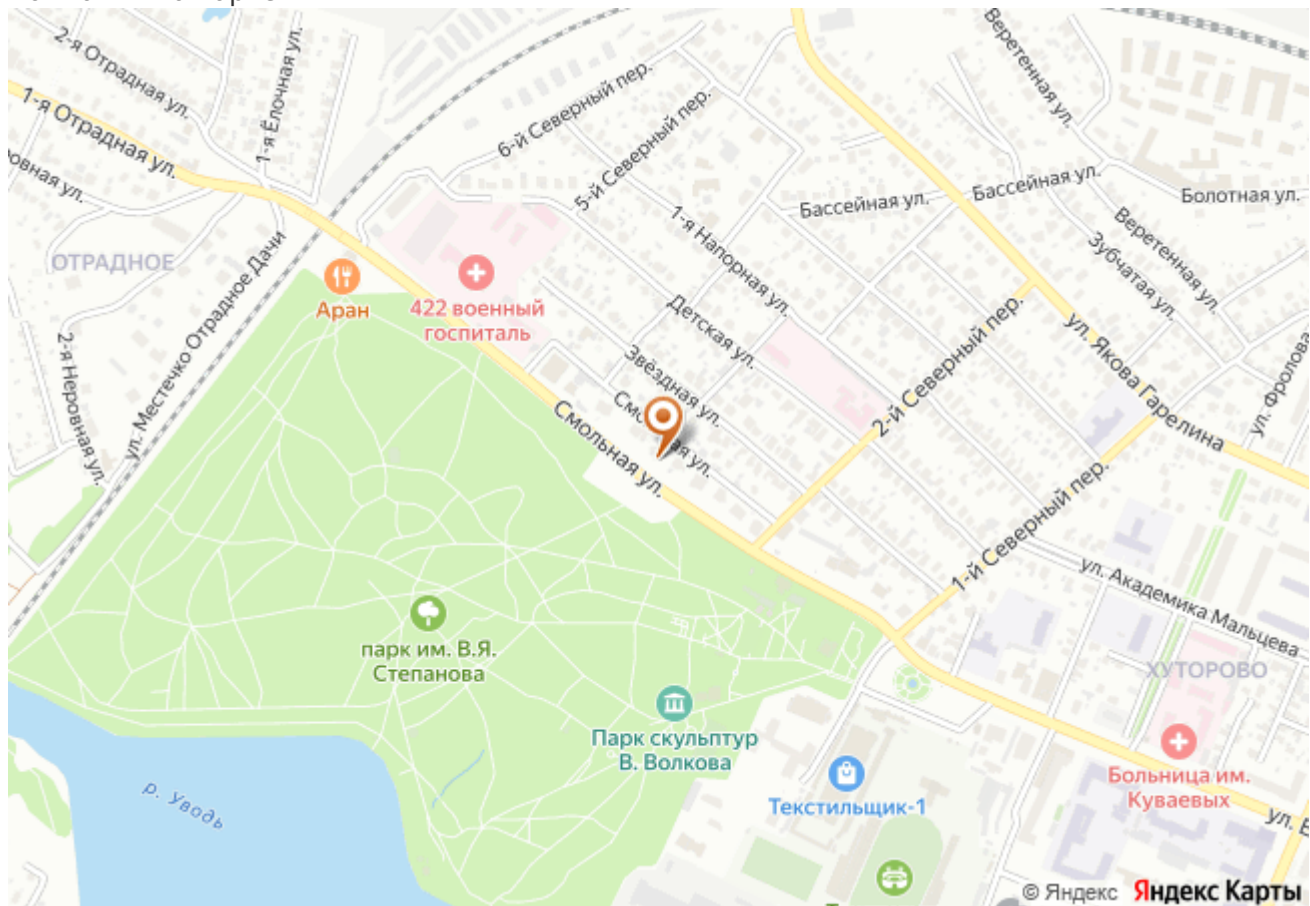 2-я Отрадная ул.
1-я Отрадная ул.
1-я Ёлочная ул.
6-й Северный пер.
5-й Северный пер.
Веретенная ул.
Бассейная ул.
Бассейная ул.
Болотная ул.
1-я Напорная ул.
Веретенная ул.
Зубчатая ул.
ОТРАДНОЕ
Аран
422 военный
госпиталь
ул. Местечко Отрадное Дачи
2-я Неровная ул.
Детская ул.
Звёздная ул.
2-й Северный пер.
ул. Якова Гарелина
ул. Фролова
Смольная ул.
1-й Северный пер.
ул. Академика Мальцева
парк им. В.Я.
Степанова
ХУТОРОВО
Парк скульптур
В. Волкова
Больница им.
Куваевых
Текстильщик-1
р. Уводь
© Яндекс Яндекс Карты